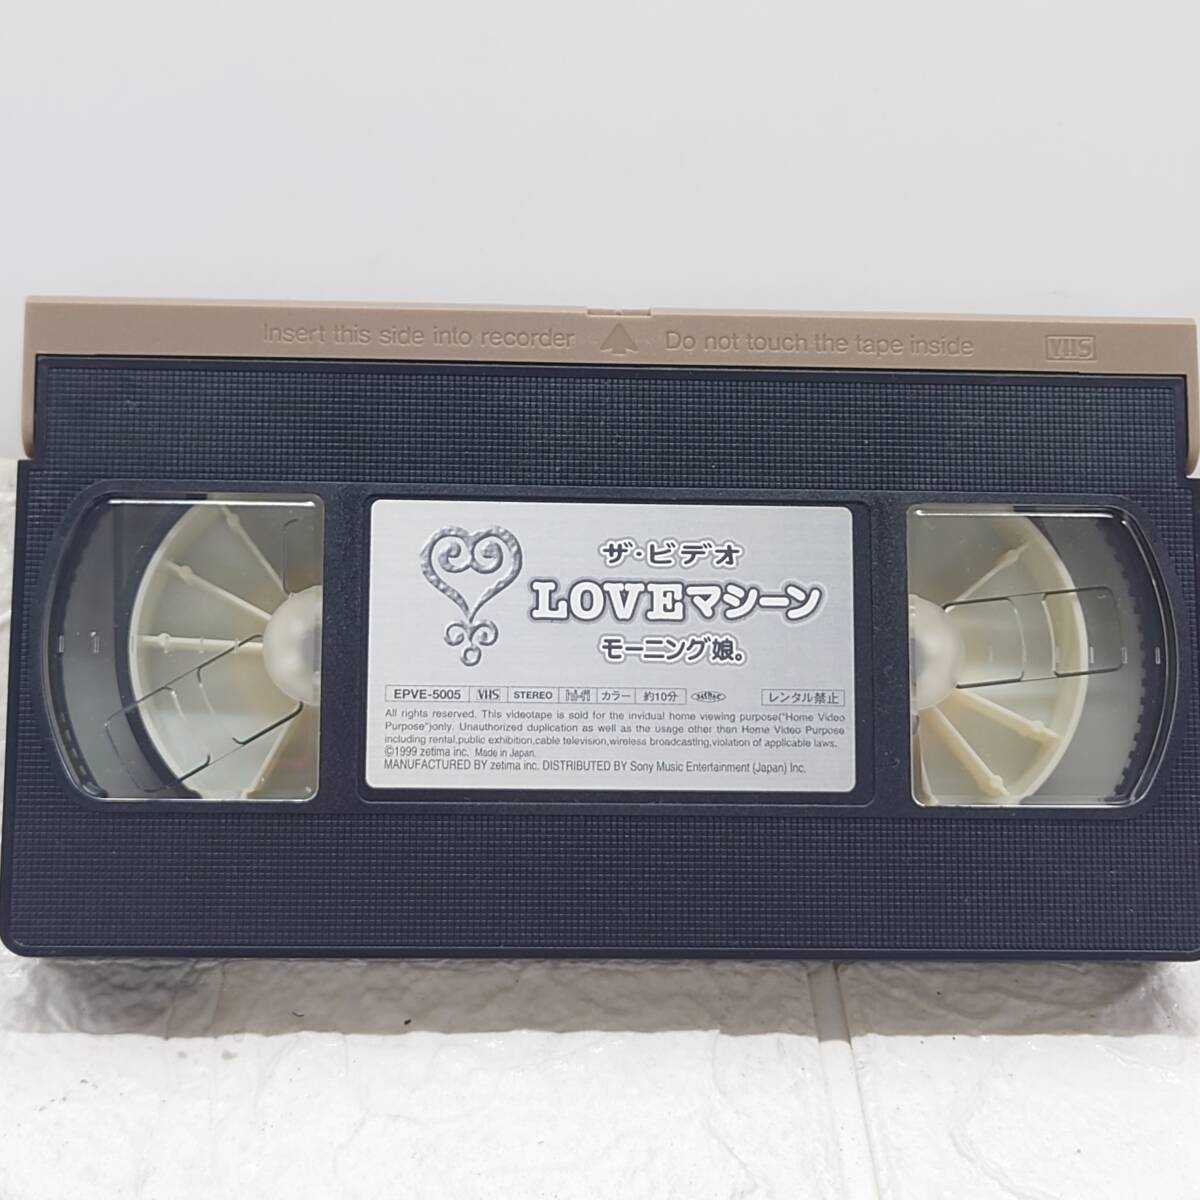 Insert this side into recorder Do not touch the tape inside VHS
ザ・ビデオ
LOVEマシーン
モーニング娘。
EPVE-5005 VHS STEREO hi-fi カラー 約10分 レンタル禁止
All rights reserved. This videotape is sold for the invidual home viewing purpose("Home Video
Purpose")only. Unauthorized duplication as well as the usage other than Home Video Purpose
including rental,public exhibition,cable television,wireless broadcasting,violation of applicable laws.
©1999 zetima inc. Made in Japan.
MANUFACTURED BY zetima inc. DISTRIBUTED BY Sony Music Entertainment (Japan) Inc.